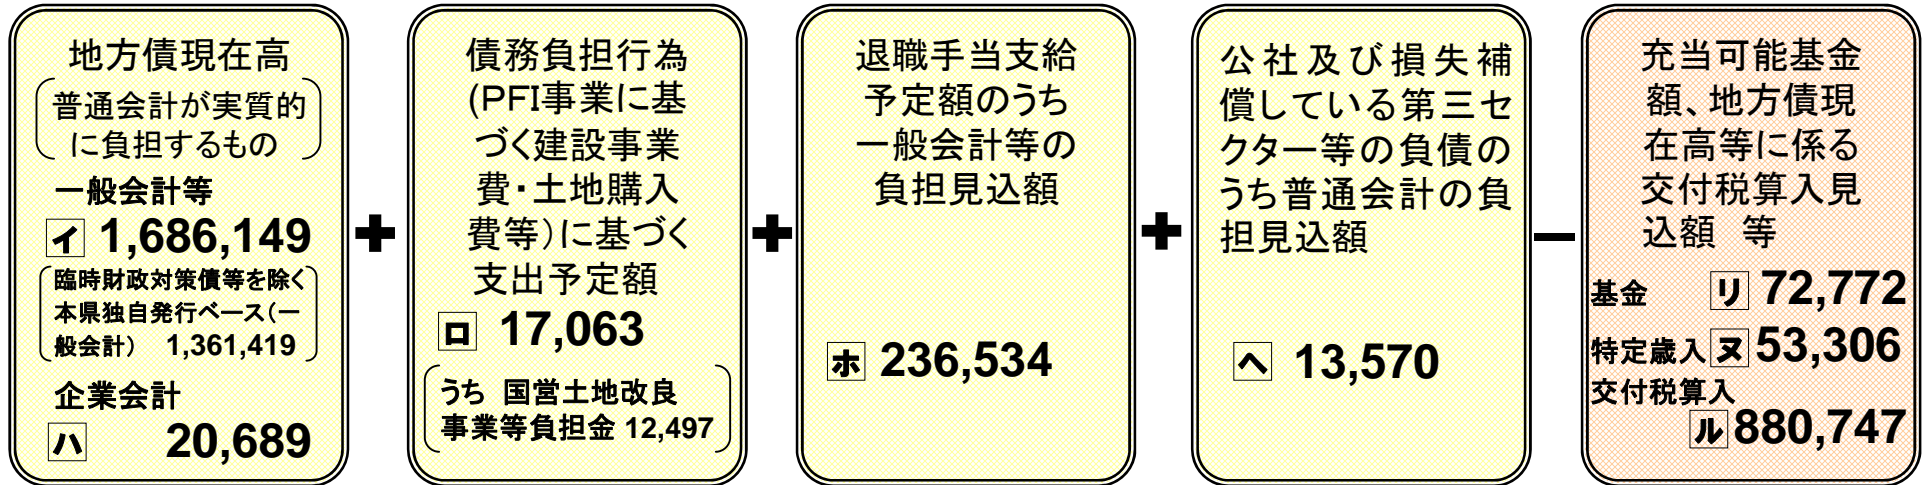 地方債現在高
普通会計が実質的
に負担するもの
一般会計等
イ 1,686,149
臨時財政対策債等を除く
本県独自発行ベース(一
般会計) 1,361,419
企業会計
ハ 20,689
+
債務負担行為
(PFI事業に基
づく建設事業
費・土地購入
費等)に基づく
支出予定額
ロ 17,063
うち 国営土地改良
事業等負担金 12,497
+
退職手当支給
予定額のうち
一般会計等の
負担見込額
ホ 236,534
+
公社及び損失補
償している第三セ
クター等の負債の
うち普通会計の負
担見込額
ヘ 13,570
−
充当可能基金
額、地方債現
在高等に係る
交付税算入見
込額 等
基金 リ 72,772
特定歳入 ヌ 53,306
交付税算入
ル 880,747